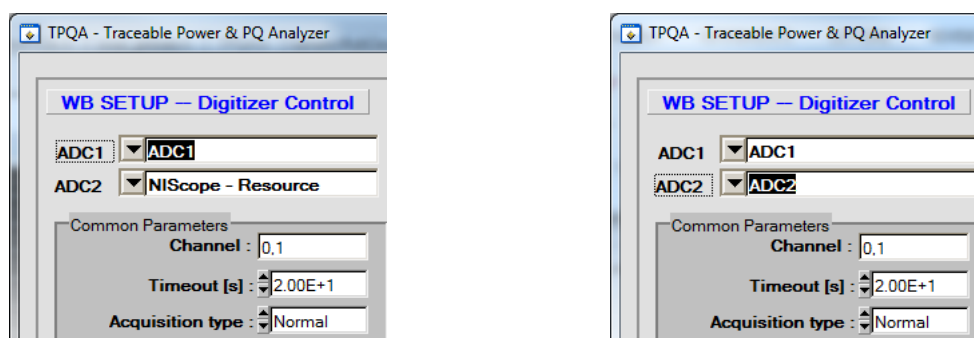 TPQA - Traceable Power & PQ Analyzer
WB SETUP -- Digitizer Control
ADC1 ADC1
ADC2 NIScope - Resource
Common Parameters
Channel : 0,1
Timeout [s] : 2.00E+1
Acquisition type : Normal
TPQA - Traceable Power & PQ Analyzer
WB SETUP -- Digitizer Control
ADC1 ADC1
ADC2 ADC2
Common Parameters
Channel : 0,1
Timeout [s] : 2.00E+1
Acquisition type : Normal